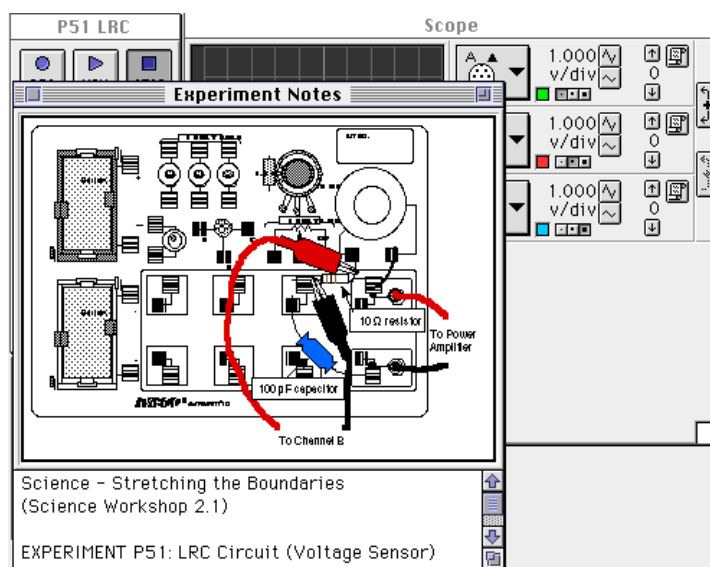 P51 LRC
Scope
A
1.000
v/div
0
1.000
v/div
0
1.000
v/div
0
Experiment Notes
10 Ω resistor
To Power
Amplifier
100 pF capacitor
To Channel B
Science - Stretching the Boundaries
(Science Workshop 2.1)
EXPERIMENT P51: LRC Circuit (Voltage Sensor)